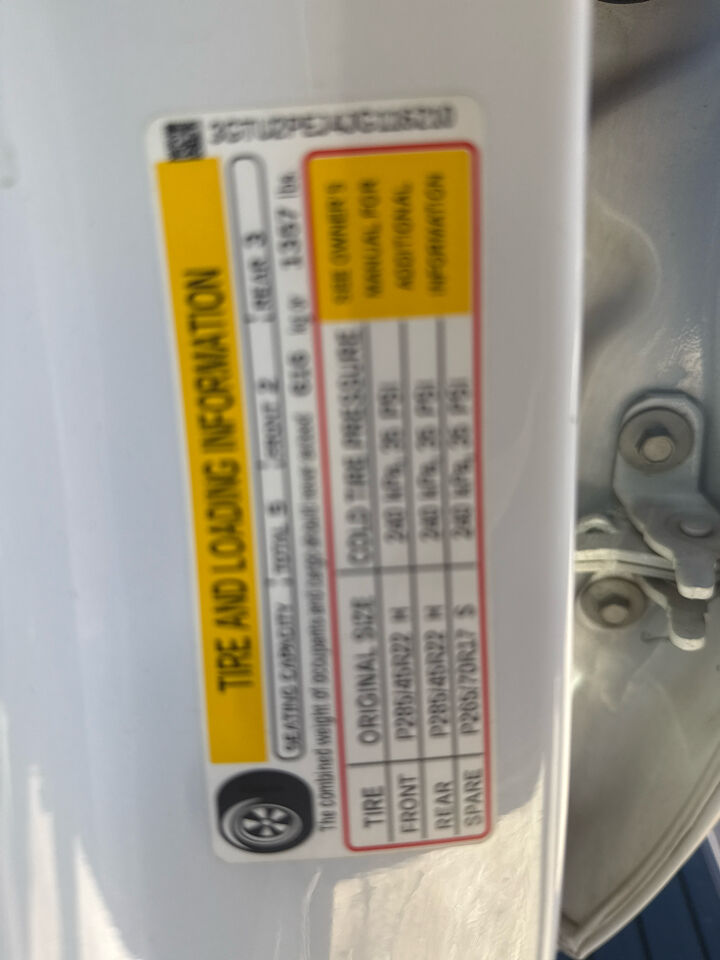 TIRE AND LOADING INFORMATION
SEATING CAPACITY TOTAL 5 FRONT 2 REAR 3
The combined weight of occupants and cargo should never exceed kg or lbs.
TIRE ORIGINAL SIZE COLD TIRE PRESSURE
FRONT P285/45R22 H 240 kPa, 35 PSI
REAR P285/45R22 H 240 kPa, 35 PSI
SPARE P265/70R17 S 240 kPa, 35 PSI
SEE OWNER'S
MANUAL FOR
ADDITIONAL
INFORMATION